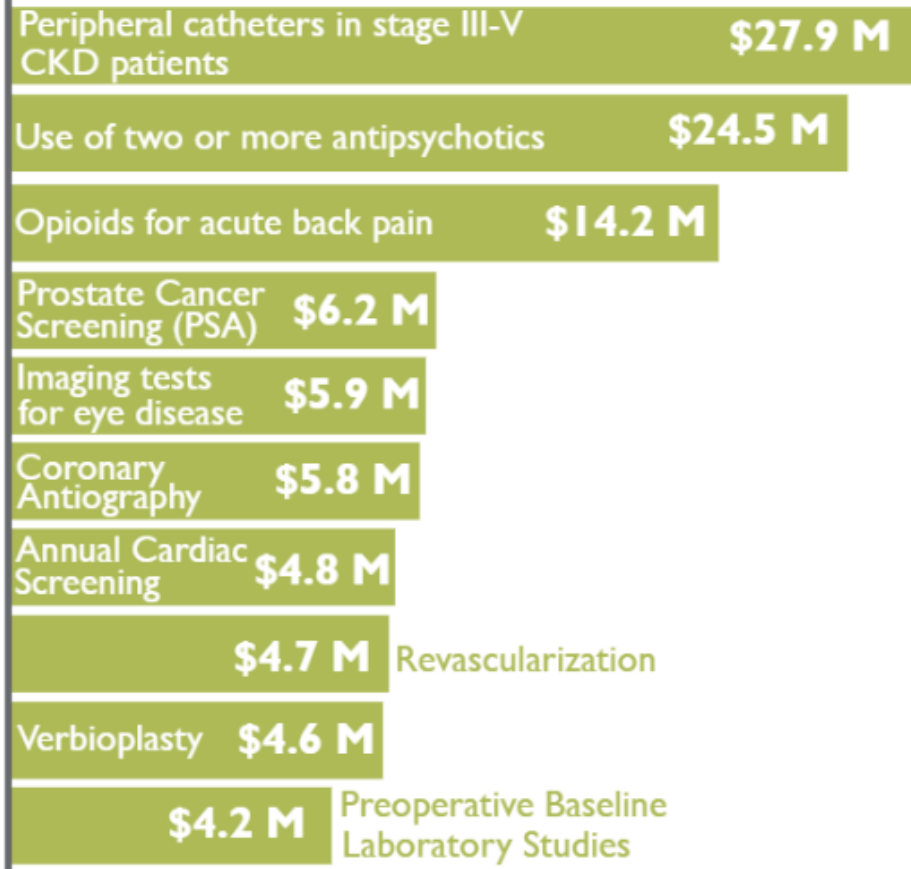 Peripheral catheters in stage III-V
CKD patients
$27.9 M
Use of two or more antipsychotics
$24.5 M
Opioids for acute back pain
$14.2 M
Prostate Cancer
Screening (PSA)
$6.2 M
Imaging tests
for eye disease
$5.9 M
Coronary
Antiography
$5.8 M
Annual Cardiac
Screening
$4.8 M
$4.7 M
Revascularization
Verbioplasty
$4.6 M
$4.2 M
Preoperative Baseline
Laboratory Studies